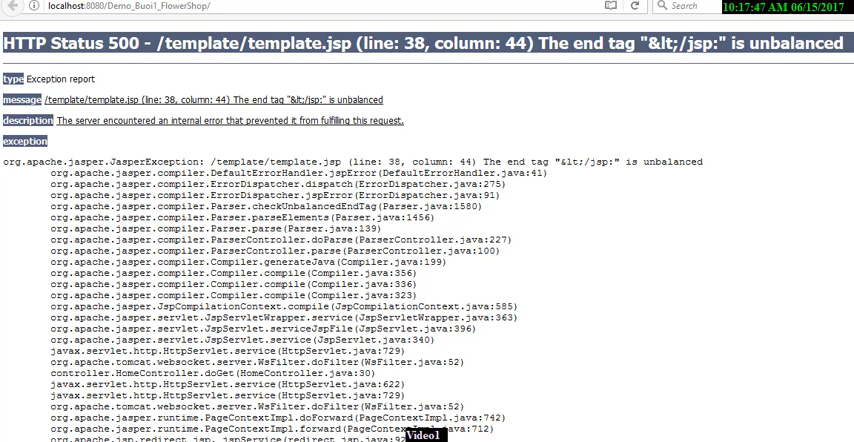 localhost:8080/Demo_Buoi1_FlowerShop/
Search
10:17:47 AM 06/15/2017
HTTP Status 500 - /template/template.jsp (line: 38, column: 44) The end tag "&lt;/jsp:" is unbalanced
type Exception report
message /template/template.jsp (line: 38, column: 44) The end tag "&lt;/jsp:" is unbalanced
description The server encountered an internal error that prevented it from fulfilling this request.
exception
org.apache.jasper.JasperException: /template/template.jsp (line: 38, column: 44) The end tag "&lt;/jsp:" is unbalanced
org.apache.jasper.compiler.DefaultErrorHandler.jspError(DefaultErrorHandler.java:41)
org.apache.jasper.compiler.ErrorDispatcher.dispatch(ErrorDispatcher.java:275)
org.apache.jasper.compiler.ErrorDispatcher.jspError(ErrorDispatcher.java:91)
org.apache.jasper.compiler.Parser.checkUnbalancedEndTag(Parser.java:1580)
org.apache.jasper.compiler.Parser.parseElements(Parser.java:1456)
org.apache.jasper.compiler.Parser.parse(Parser.java:139)
org.apache.jasper.compiler.ParserController.doParse(ParserController.java:227)
org.apache.jasper.compiler.ParserController.parse(ParserController.java:100)
org.apache.jasper.compiler.Compiler.generateJava(Compiler.java:199)
org.apache.jasper.compiler.Compiler.compile(Compiler.java:356)
org.apache.jasper.compiler.Compiler.compile(Compiler.java:336)
org.apache.jasper.compiler.Compiler.compile(Compiler.java:323)
org.apache.jasper.JspCompilationContext.compile(JspCompilationContext.java:585)
org.apache.jasper.servlet.JspServletWrapper.service(JspServletWrapper.java:363)
org.apache.jasper.servlet.JspServlet.serviceJspFile(JspServlet.java:396)
org.apache.jasper.servlet.JspServlet.service(JspServlet.java:340)
javax.servlet.http.HttpServlet.service(HttpServlet.java:729)
org.apache.tomcat.websocket.server.WsFilter.doFilter(WsFilter.java:52)
controller.HomeController.doGet(HomeController.java:30)
javax.servlet.http.HttpServlet.service(HttpServlet.java:622)
javax.servlet.http.HttpServlet.service(HttpServlet.java:729)
org.apache.tomcat.websocket.server.WsFilter.doFilter(WsFilter.java:52)
org.apache.jasper.runtime.PageContextImpl.doForward(PageContextImpl.java:742)
org.apache.jasper.runtime.PageContextImpl.forward(PageContextImpl.java:712)
org.apache.jsp.redirect_jsp._jspService(redirect_jsp.java:92
Video1